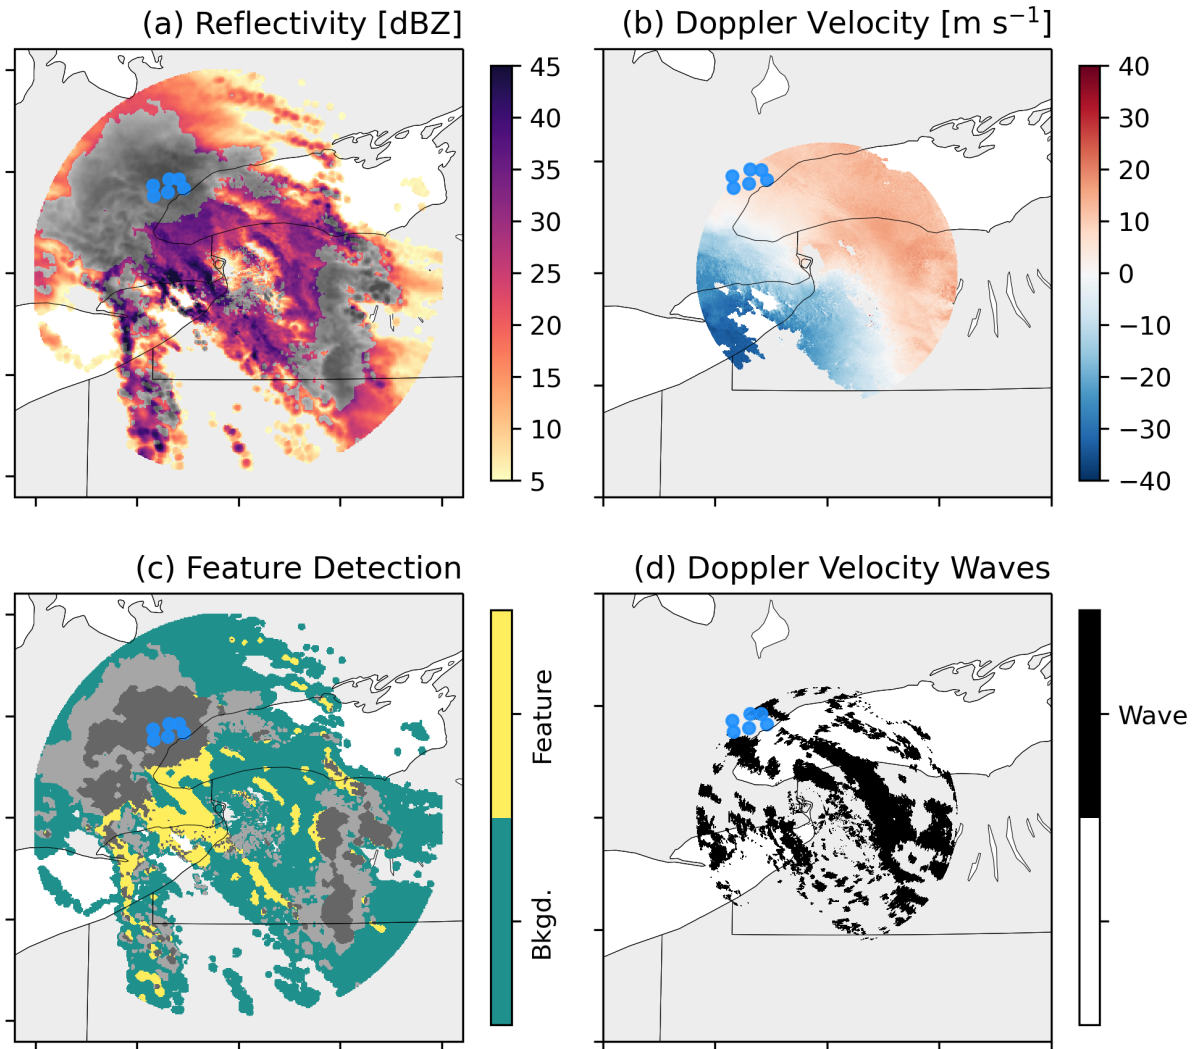 (a) Reflectivity [dBZ]
45
40
35
30
25
20
15
10
5
(b) Doppler Velocity [m s⁻¹]
40
30
20
10
0
−10
−20
−30
−40
(c) Feature Detection
Feature
Bkgd.
(d) Doppler Velocity Waves
Wave